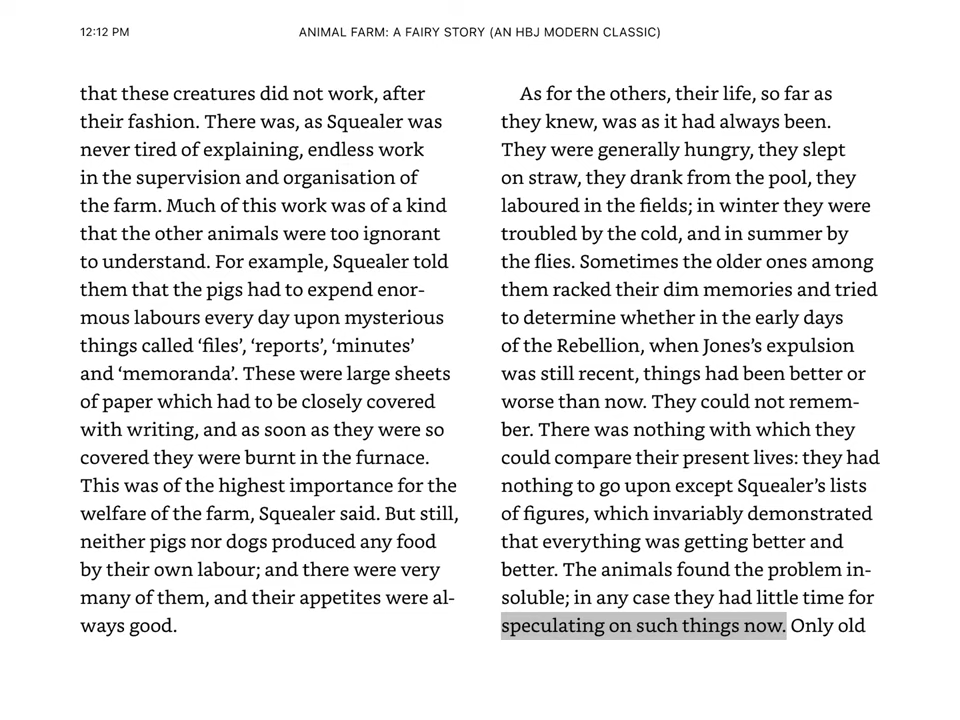 12:12 PM
ANIMAL FARM: A FAIRY STORY (AN HBJ MODERN CLASSIC)
that these creatures did not work, after
their fashion. There was, as Squealer was
never tired of explaining, endless work
in the supervision and organisation of
the farm. Much of this work was of a kind
that the other animals were too ignorant
to understand. For example, Squealer told
them that the pigs had to expend enor-
mous labours every day upon mysterious
things called ‘files’, ‘reports’, ‘minutes’
and ‘memoranda’. These were large sheets
of paper which had to be closely covered
with writing, and as soon as they were so
covered they were burnt in the furnace.
This was of the highest importance for the
welfare of the farm, Squealer said. But still,
neither pigs nor dogs produced any food
by their own labour; and there were very
many of them, and their appetites were al-
ways good.
As for the others, their life, so far as
they knew, was as it had always been.
They were generally hungry, they slept
on straw, they drank from the pool, they
laboured in the fields; in winter they were
troubled by the cold, and in summer by
the flies. Sometimes the older ones among
them racked their dim memories and tried
to determine whether in the early days
of the Rebellion, when Jones’s expulsion
was still recent, things had been better or
worse than now. They could not remem-
ber. There was nothing with which they
could compare their present lives: they had
nothing to go upon except Squealer’s lists
of figures, which invariably demonstrated
that everything was getting better and
better. The animals found the problem in-
soluble; in any case they had little time for
speculating on such things now. Only old